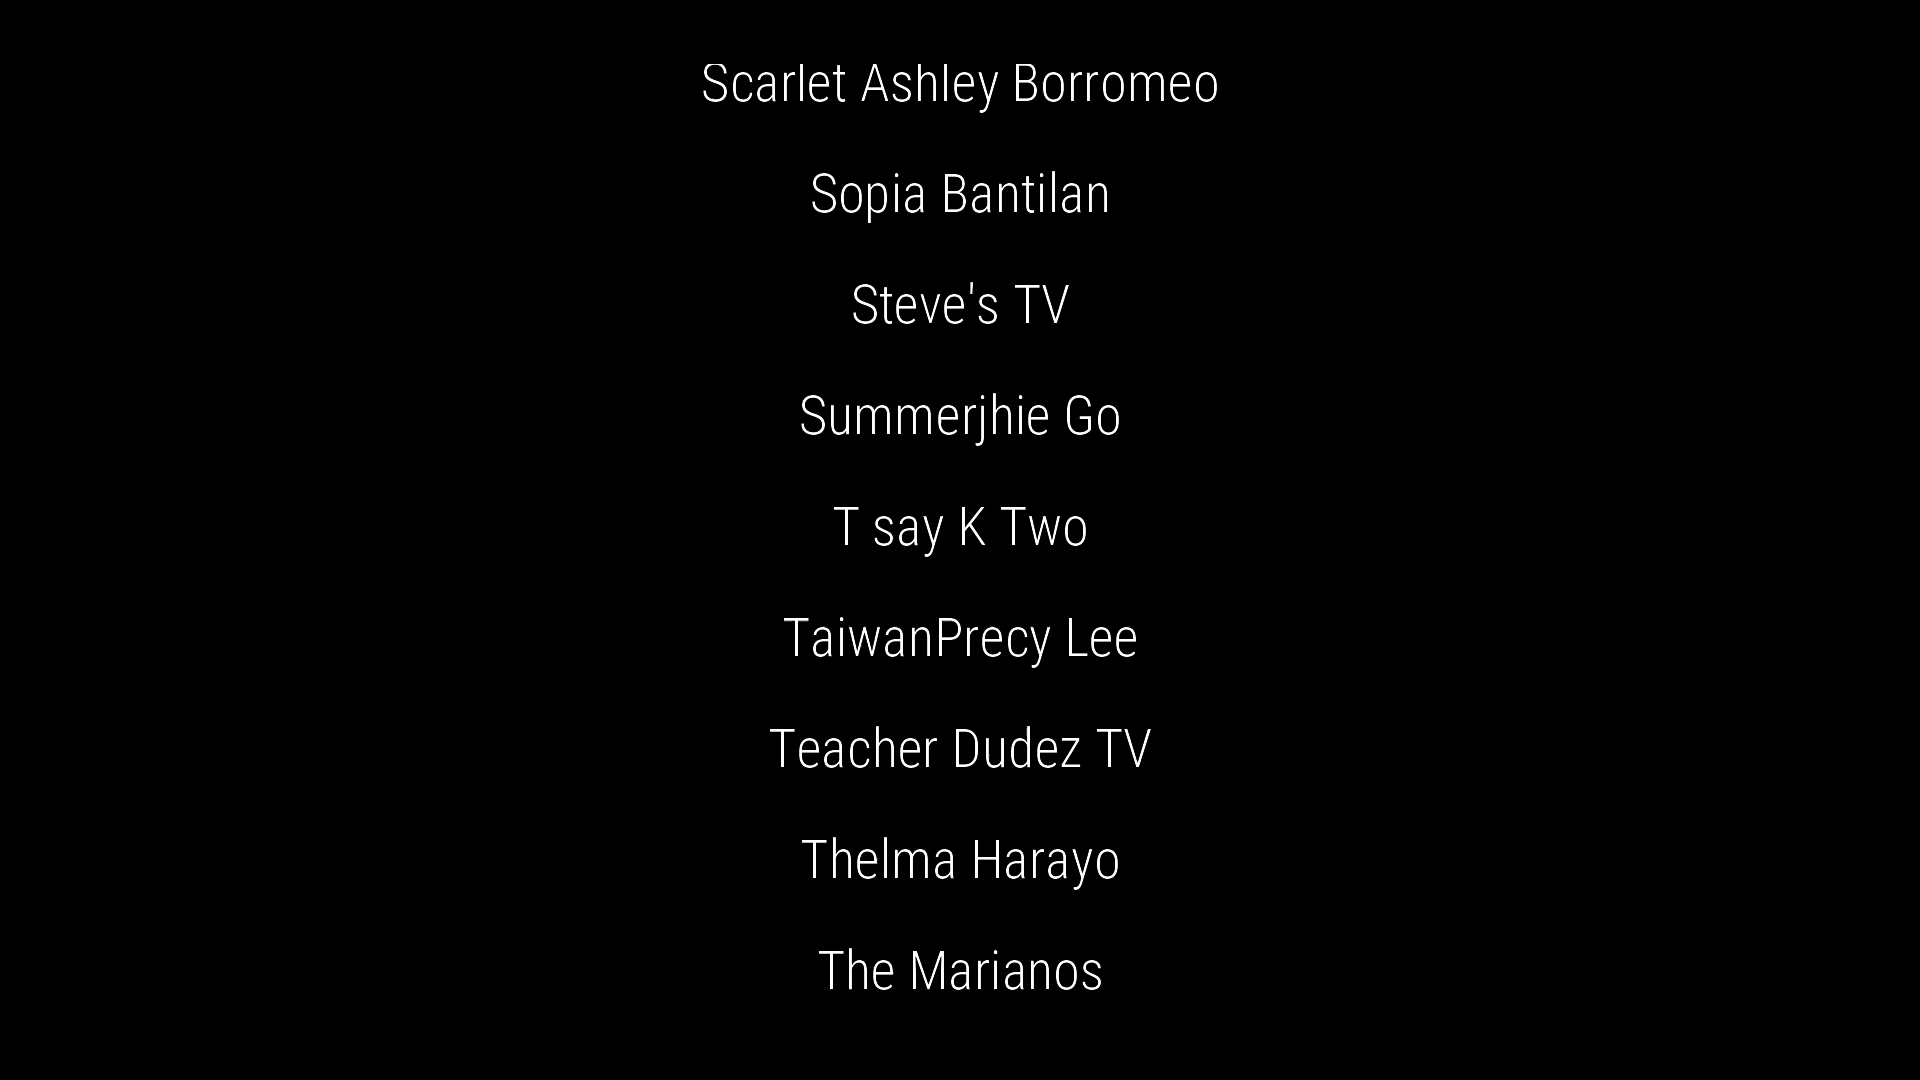 Scarlet Ashley Borromeo
Sopia Bantilan
Steve's TV
Summerjhie Go
T say K Two
TaiwanPrecy Lee
Teacher Dudez TV
Thelma Harayo
The Marianos